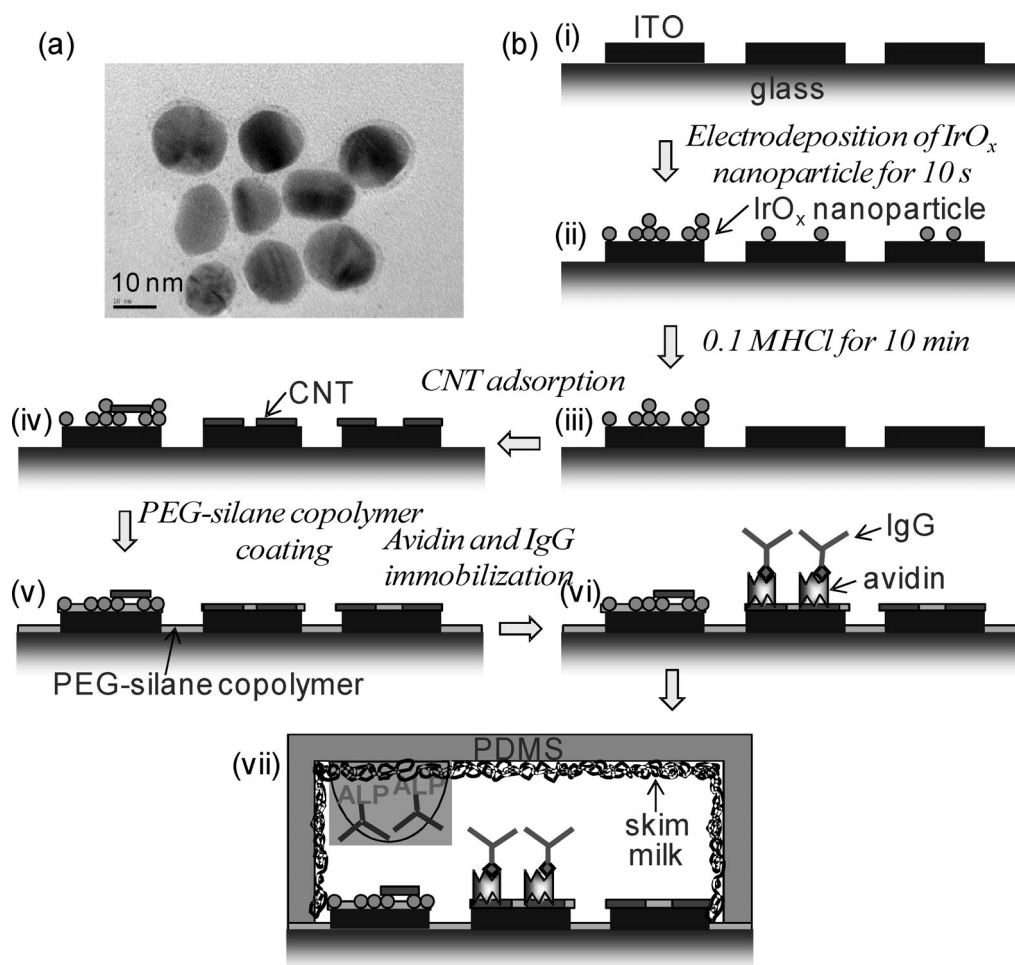 (a)
10 nm
10 nm
(b)
(i)
ITO
glass
Electrodeposition of IrOₓ
nanoparticle for 10 s
IrOₓ nanoparticle
(ii)
0.1 MHCl for 10 min
CNT adsorption
(iii)
(iv)
CNT
PEG-silane copolymer
coating
Avidin and IgG
immobilization
(v)
PEG-silane copolymer
(vi)
IgG
avidin
(vii)
PDMS
ALP
ALP
skim
milk